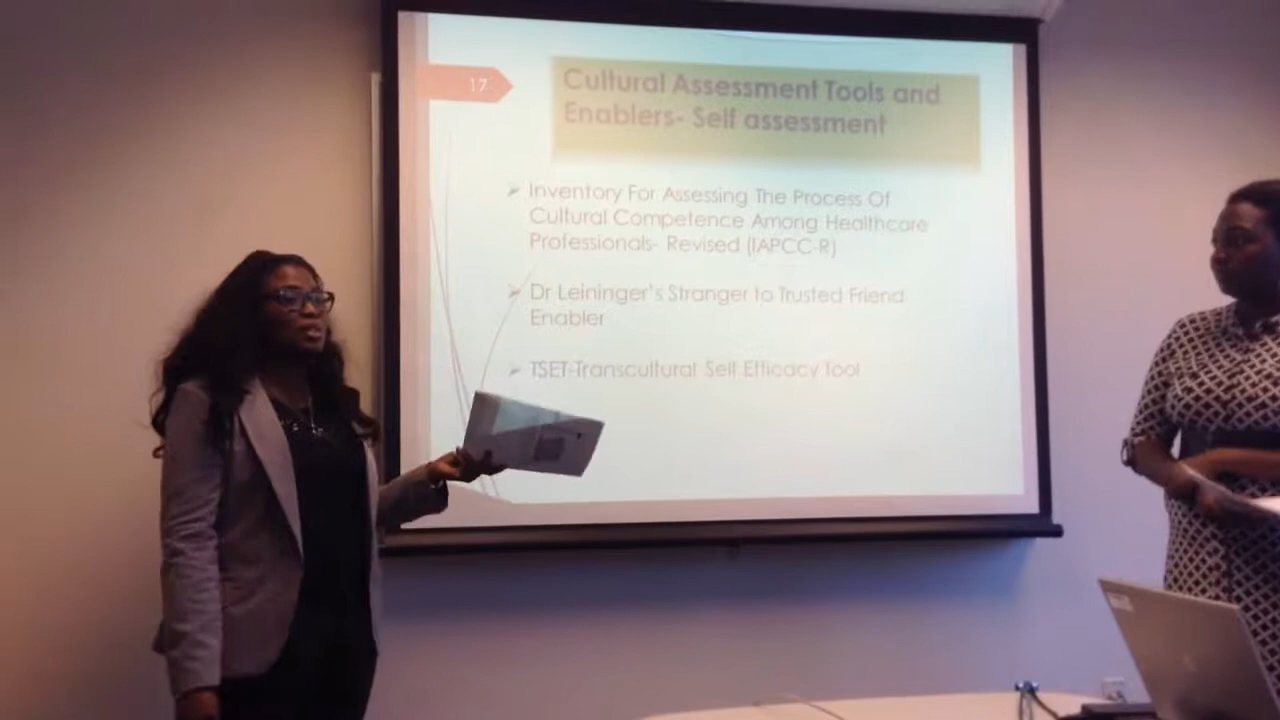 17
Cultural Assessment Tools and
Enablers- Self assessment
Inventory For Assessing The Process Of
Cultural Competence Among Healthcare
Professionals- Revised (IAPCC-R)
Dr Leininger's Stranger to Trusted Friend
Enabler
TSET-Transcultural Self Efficacy Tool